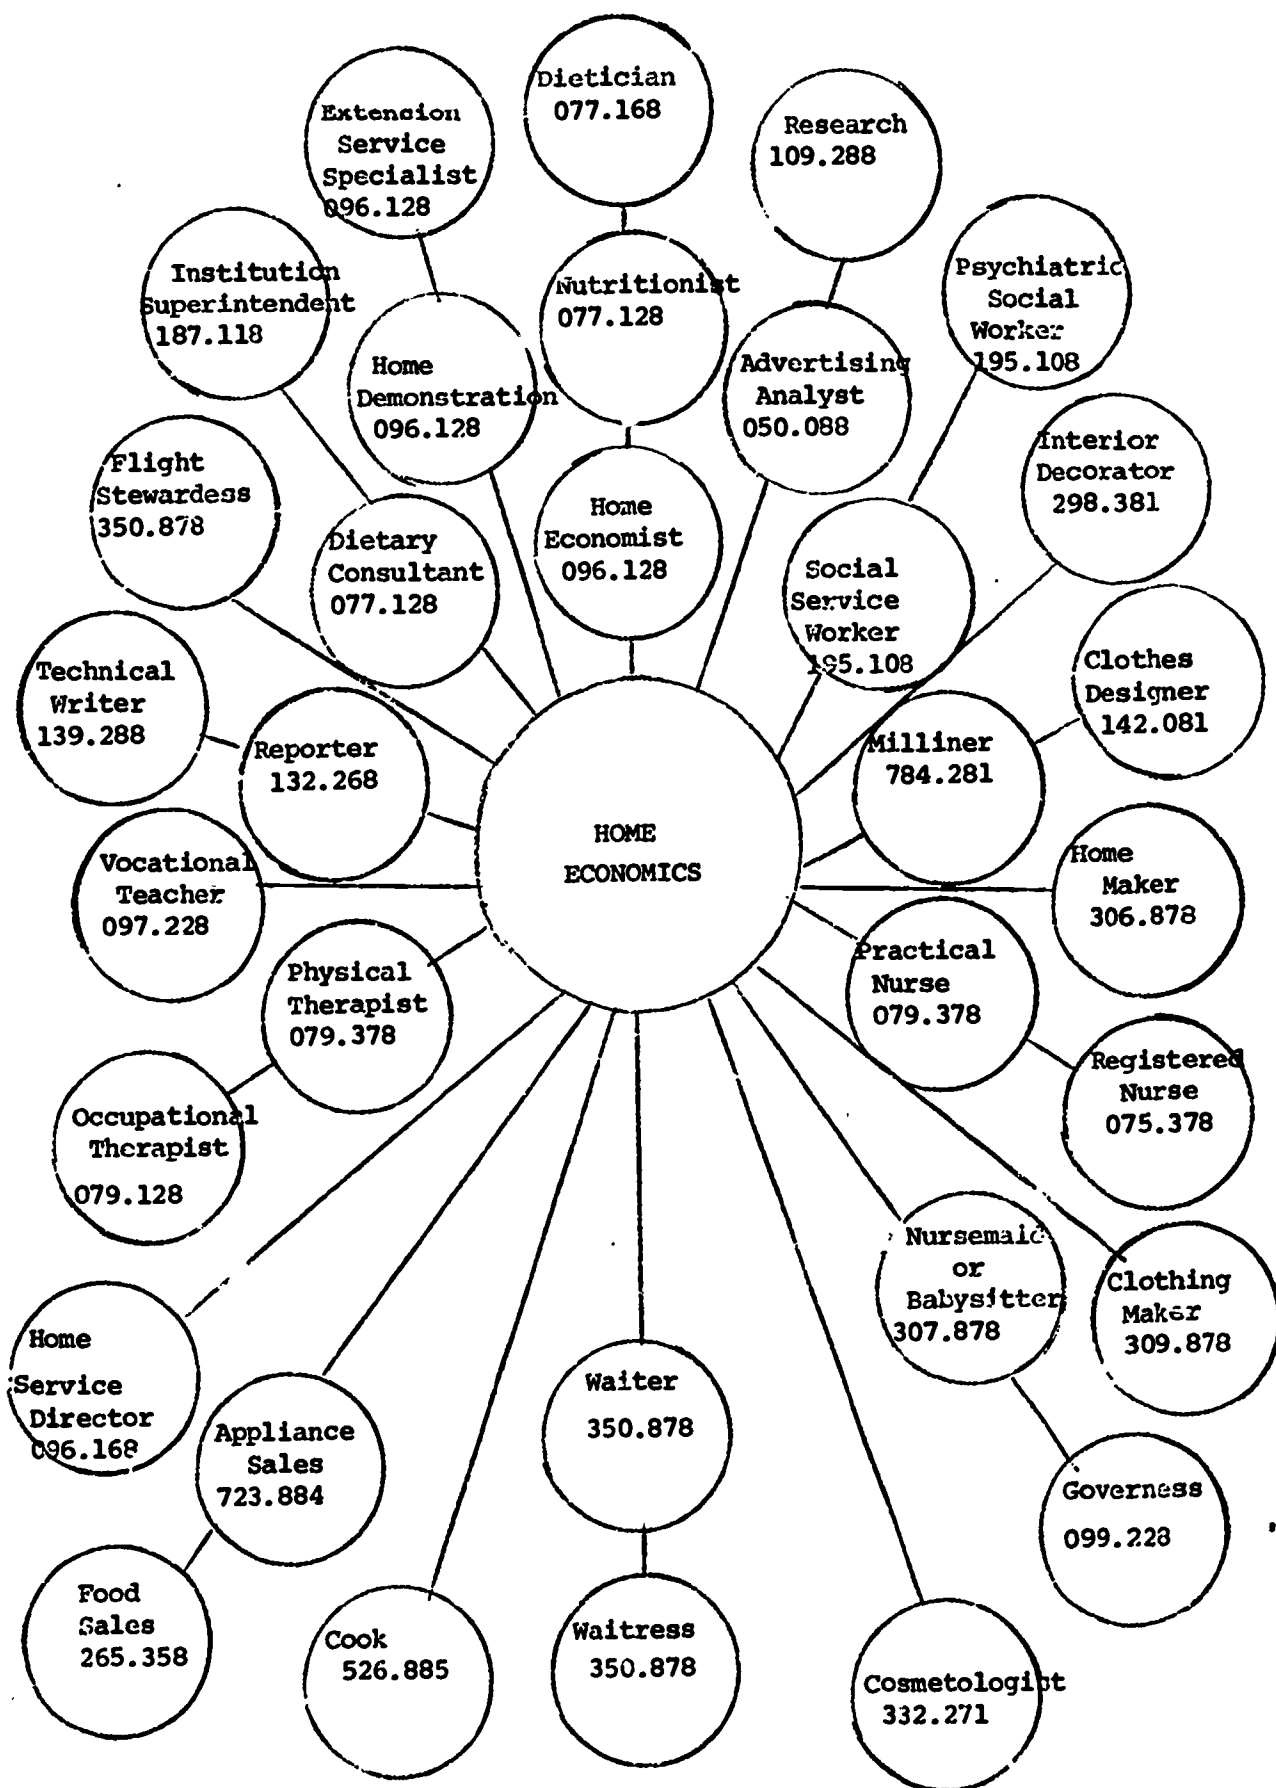 Dietician
077.168
Extension
Service
Specialist
096.128
Research
109.288
Institution
Superintendent
187.118
Nutritionist
077.128
Psychiatric
Social
Worker
195.108
Home
Demonstration
096.128
Advertising
Analyst
050.088
Flight
Stewardess
350.878
Interior
Decorator
298.381
Dietary
Consultant
077.128
Home
Economist
096.128
Social
Service
Worker
195.108
Technical
Writer
139.288
Clothes
Designer
142.081
Reporter
132.268
Milliner
784.281
HOME
ECONOMICS
Vocational
Teacher
097.228
Home
Maker
306.878
Physical
Therapist
079.378
Practical
Nurse
079.378
Occupational
Therapist
079.128
Registered
Nurse
075.378
Nursemaid
or
Babysitter
307.878
Clothing
Maker
309.878
Home
Service
Director
096.168
Appliance
Sales
723.884
Waiter
350.878
Governess
099.228
Food
Sales
265.358
Cook
526.885
Waitress
350.878
Cosmetologist
332.271